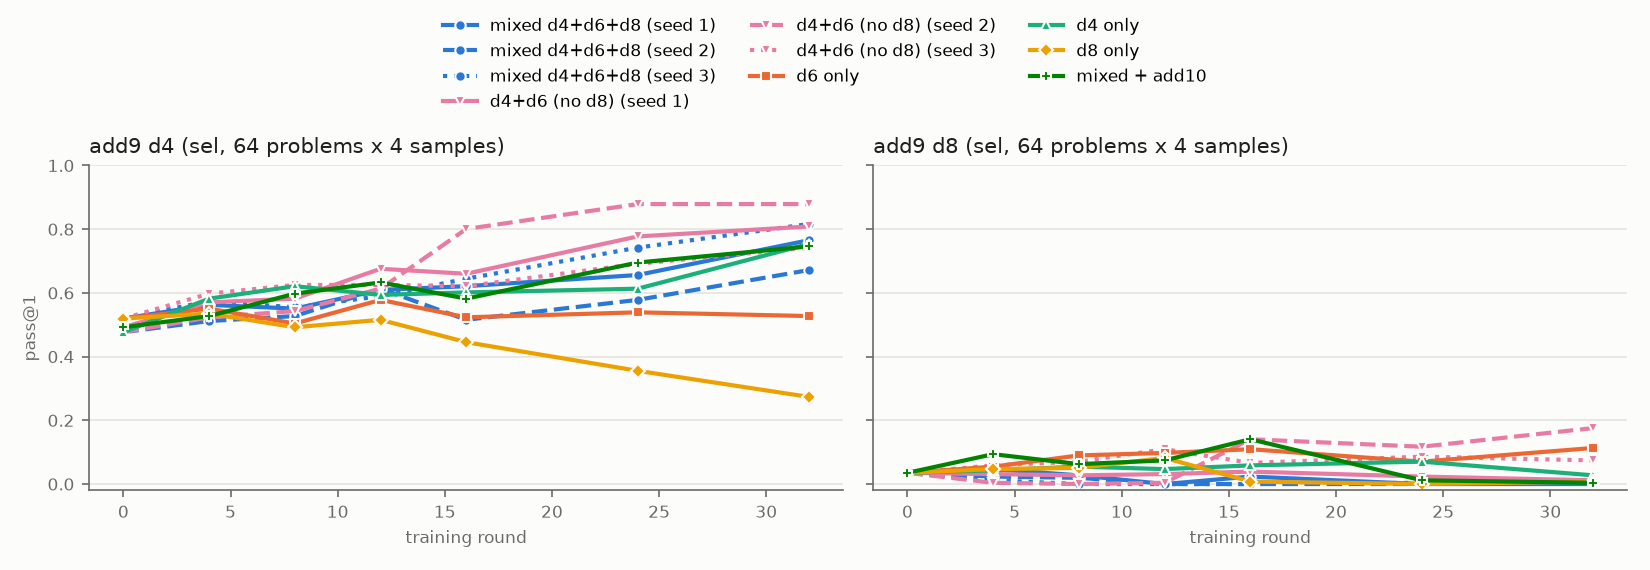 mixed d4+d6+d8 (seed 1)
mixed d4+d6+d8 (seed 2)
mixed d4+d6+d8 (seed 3)
d4+d6 (no d8) (seed 1)
d4+d6 (no d8) (seed 2)
d4+d6 (no d8) (seed 3)
d6 only
d4 only
d8 only
mixed + add10
add9 d4 (sel, 64 problems x 4 samples)
1.0
0.8
0.6
0.4
0.2
0.0
pass@1
0 5 10 15 20 25 30
training round
add9 d8 (sel, 64 problems x 4 samples)
0 5 10 15 20 25 30
training round